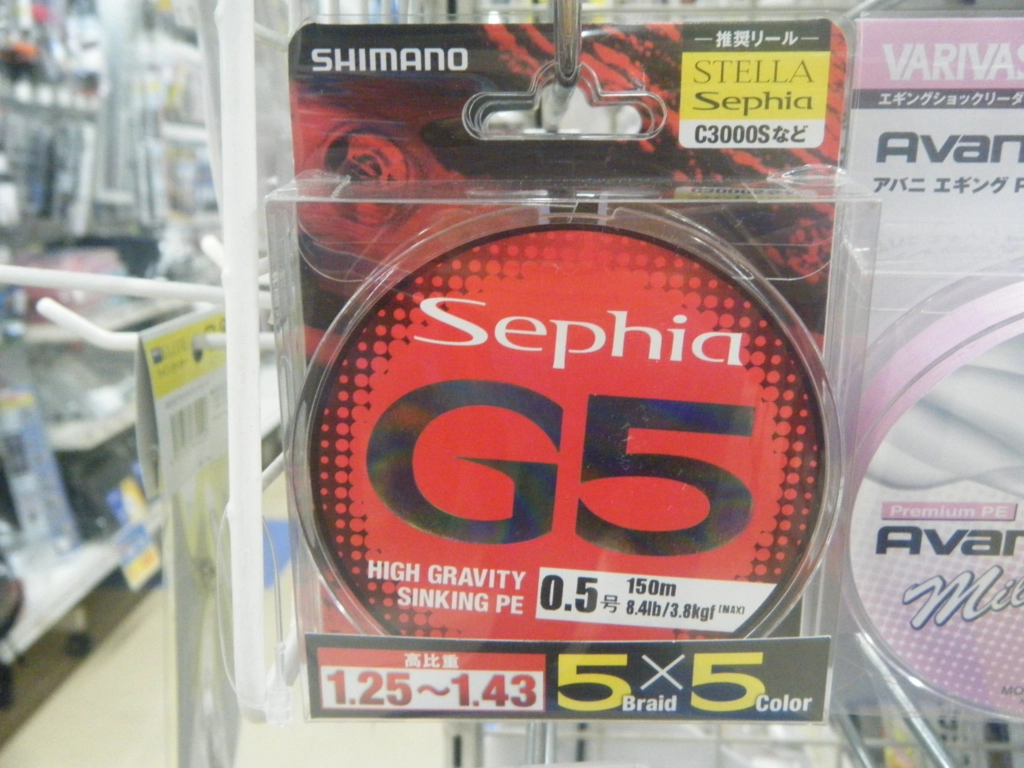 SHIMANO
推奨リール
STELLA
Sephia
C3000Sなど
Sephia
G5
HIGH GRAVITY
SINKING PE
0.5号
150m
8.4lb/3.8kgf [MAX]
高比重
1.25〜1.43
5 Braid × 5 Color
VARIVAS
エギングショックリーダ
Avan
アバニ エギング P
Premium PE
Avan